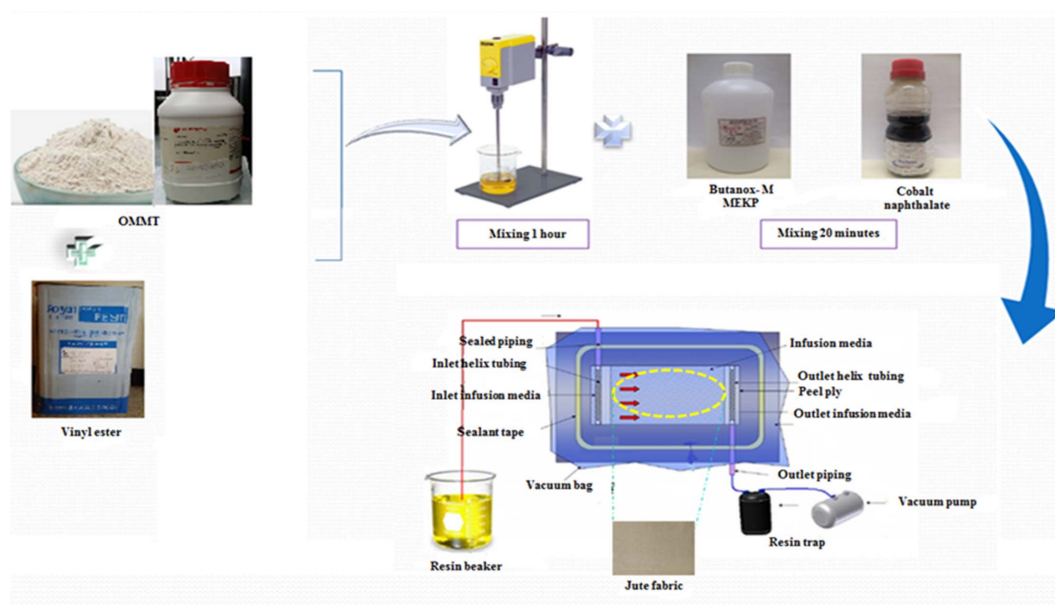 OMMT
Vinyl ester
Mixing 1 hour
Butanox- M
MEKP
Cobalt
naphthalate
Mixing 20 minutes
Sealed piping
Inlet helix tubing
Inlet infusion media
Sealant tape
Vacuum bag
Infusion media
Outlet helix tubing
Peel ply
Outlet infusion media
Outlet piping
Vacuum pump
Resin trap
Resin beaker
Jute fabric